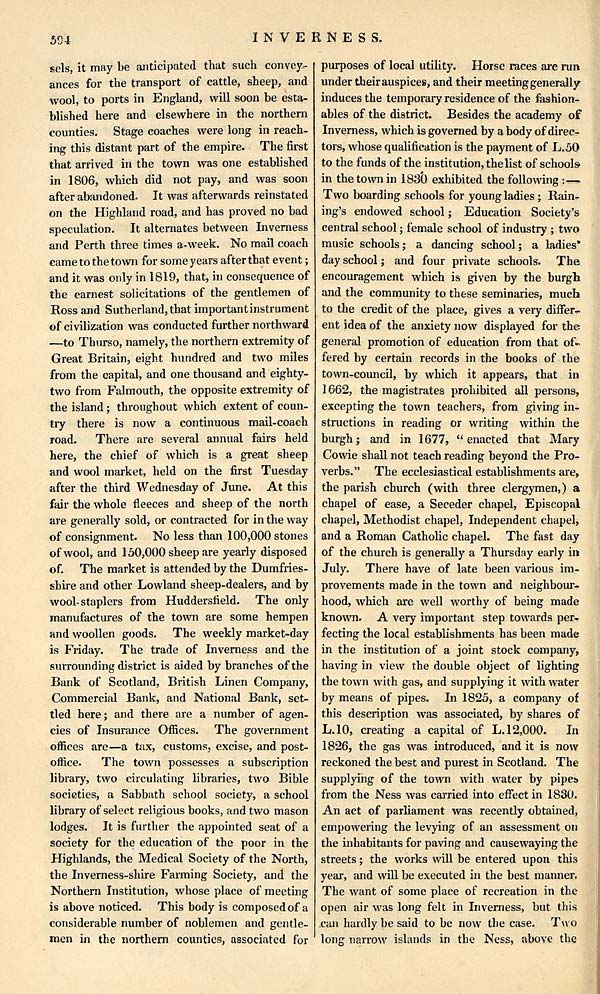 594
INVERNESS.
sels, it may be anticipated that such convey-
ances for the transport of cattle, sheep, and
wool, to ports in England, will soon be esta-
blished here and elsewhere in the northern
counties. Stage coaches were long in reach-
ing this distant part of the empire. The first
that arrived in the town was one established
in 1806, which did not pay, and was soon
after abandoned. It was afterwards reinstated
on the Highland road, and has proved no bad
speculation. It alternates between Inverness
and Perth three times a-week. No mail coach
came to the town for some years after that event;
and it was only in 1819, that, in consequence of
the earnest solicitations of the gentlemen of
Ross and Sutherland, that important instrument
of civilization was conducted further northward
—to Thurso, namely, the northern extremity of
Great Britain, eight hundred and two miles
from the capital, and one thousand and eighty-
two from Falmouth, the opposite extremity of
the island; throughout which extent of coun-
try there is now a continuous mail-coach
road. There are several annual fairs held
here, the chief of which is a great sheep
and wool market, held on the first Tuesday
after the third Wednesday of June. At this
fair the whole fleeces and sheep of the north
are generally sold, or contracted for in the way
of consignment. No less than 100,000 stones
of wool, and 150,000 sheep are yearly disposed
of. The market is attended by the Dumfries-
shire and other Lowland sheep-dealers, and by
wool-staplers from Huddersfield. The only
manufactures of the town are some hempen
and woollen goods. The weekly market-day
is Friday. The trade of Inverness and the
surrounding district is aided by branches of the
Bank of Scotland, British Linen Company,
Commercial Bank, and National Bank, set-
tled here; and there are a number of agen-
cies of Insurance Offices. The government
offices are—a tax, customs, excise, and post-
office. The town possesses a subscription
library, two circulating libraries, two Bible
societies, a Sabbath school society, a school
library of select religious books, and two mason
lodges. It is further the appointed seat of a
society for the education of the poor in the
Highlands, the Medical Society of the North,
the Inverness-shire Farming Society, and the
Northern Institution, whose place of meeting
is above noticed. This body is composed of a
considerable number of noblemen and gentle-
men in the northern counties, associated for
purposes of local utility. Horse races are run
under their auspices, and their meeting generally
induces the temporary residence of the fashion-
ables of the district. Besides the academy of
Inverness, which is governed by a body of direc-
tors, whose qualification is the payment of L.50
to the funds of the institution, the list of schools
in the town in 1830 exhibited the following :—
Two boarding schools for young ladies; Rain-
ing's endowed school; Education Society's
central school; female school of industry; two
music schools; a dancing school; a ladies'
day school; and four private schools. The
encouragement which is given by the burgh
and the community to these seminaries, much
to the credit of the place, gives a very differ-
ent idea of the anxiety now displayed for the
general promotion of education from that of-
fered by certain records in the books of the
town-council, by which it appears, that in
1662, the magistrates prohibited all persons,
excepting the town teachers, from giving in-
structions in reading or writing within the
burgh; and in 1677, “ enacted that Mary
Cowie shall not teach reading beyond the Pro-
verbs.” The ecclesiastical establishments are,
the parish church (with three clergymen,) a
chapel of ease, a Seceder chapel, Episcopal
chapel, Methodist chapel, Independent chapel,
and a Roman Catholic chapel. The fast day
of the church is generally a Thursday early in
July. There have of late been various im-
provements made in the town and neighbour-
hood, which are well worthy of being made
known. A very important step towards per-
fecting the local establishments has been made
in the institution of a joint stock company,
having in view the double object of lighting
the town with gas, and supplying it with water
by means of pipes. In 1825, a company of
this description was associated, by shares of
L.10, creating a capital of L.12,000. In
1826, the gas was introduced, and it is now
reckoned the best and purest in Scotland. The
supplying of the town with water by pipes
from the Ness was carried into effect in 1830.
An act of parliament was recently obtained,
empowering the levying of an assessment on
the inhabitants for paving and causewaying the
streets; the works will be entered upon this
year, and will be executed in the best manner.
The want of some place of recreation in the
open air was long felt in Inverness, but this
can hardly be said to be now the case. Two
long narrow islands in the Ness, above the